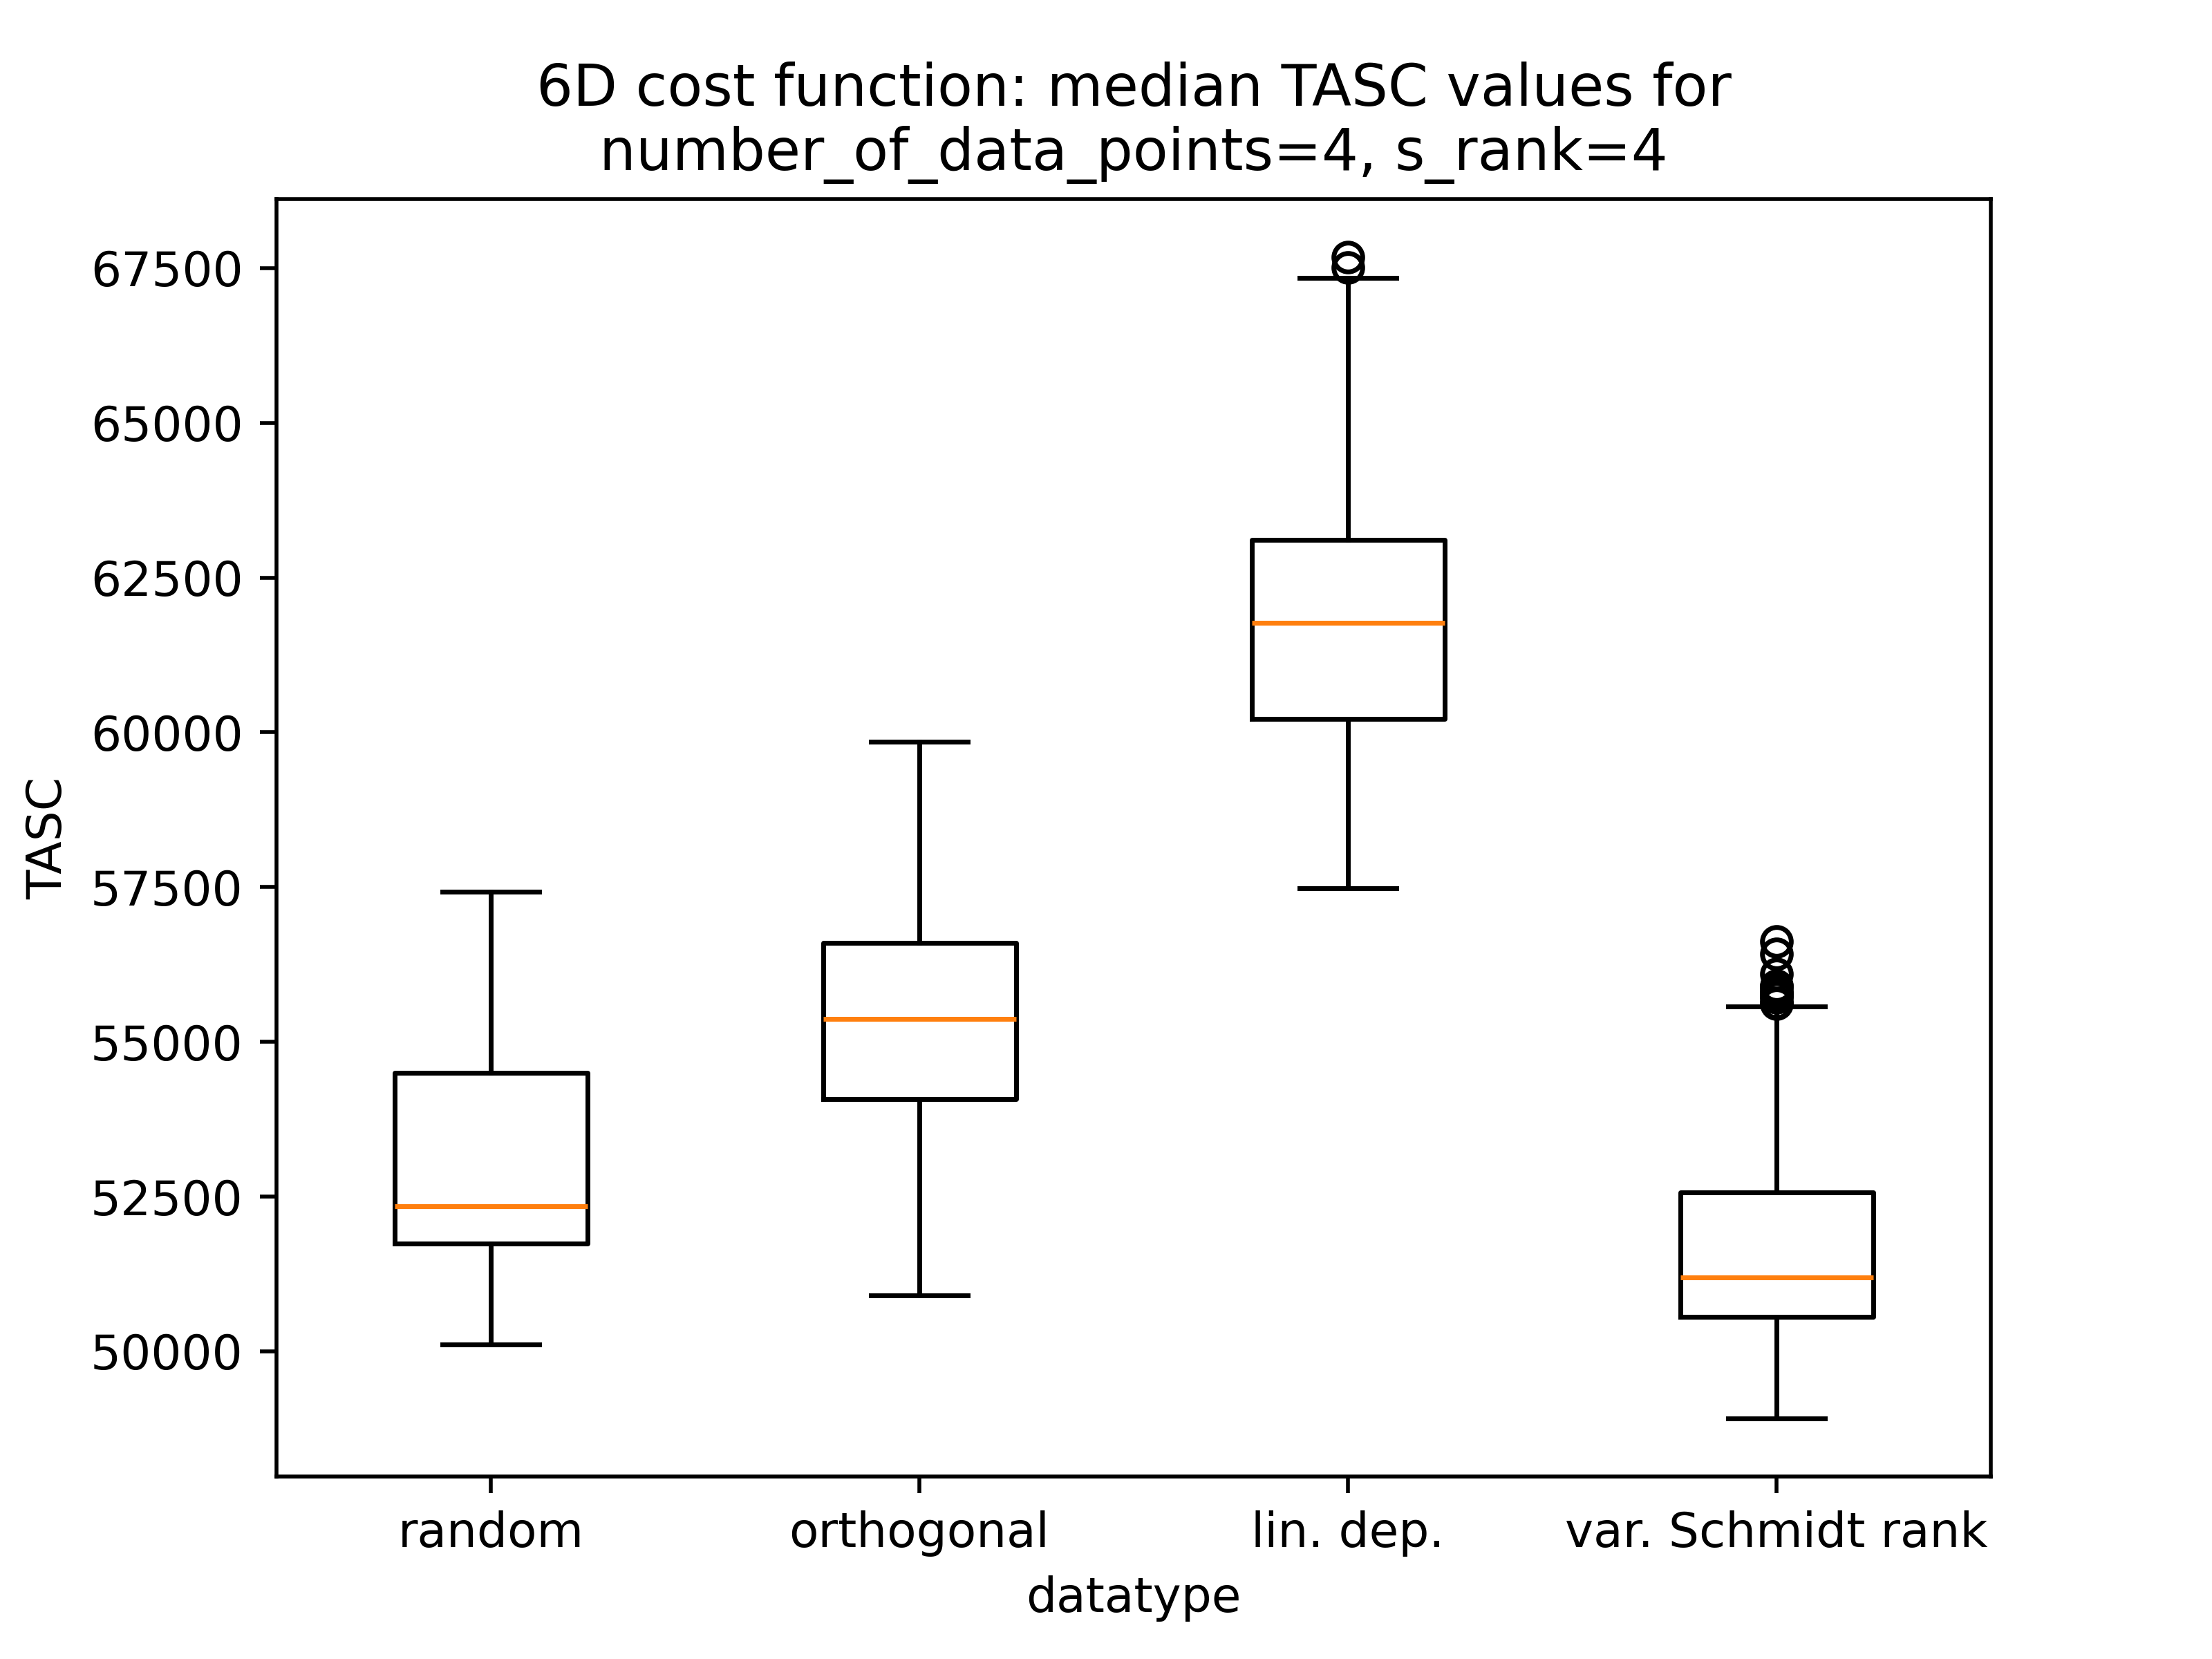 6D cost function: median TASC values for
number_of_data_points=4, s_rank=4
TASC
67500
65000
62500
60000
57500
55000
52500
50000
random
orthogonal
lin. dep.
var. Schmidt rank
datatype